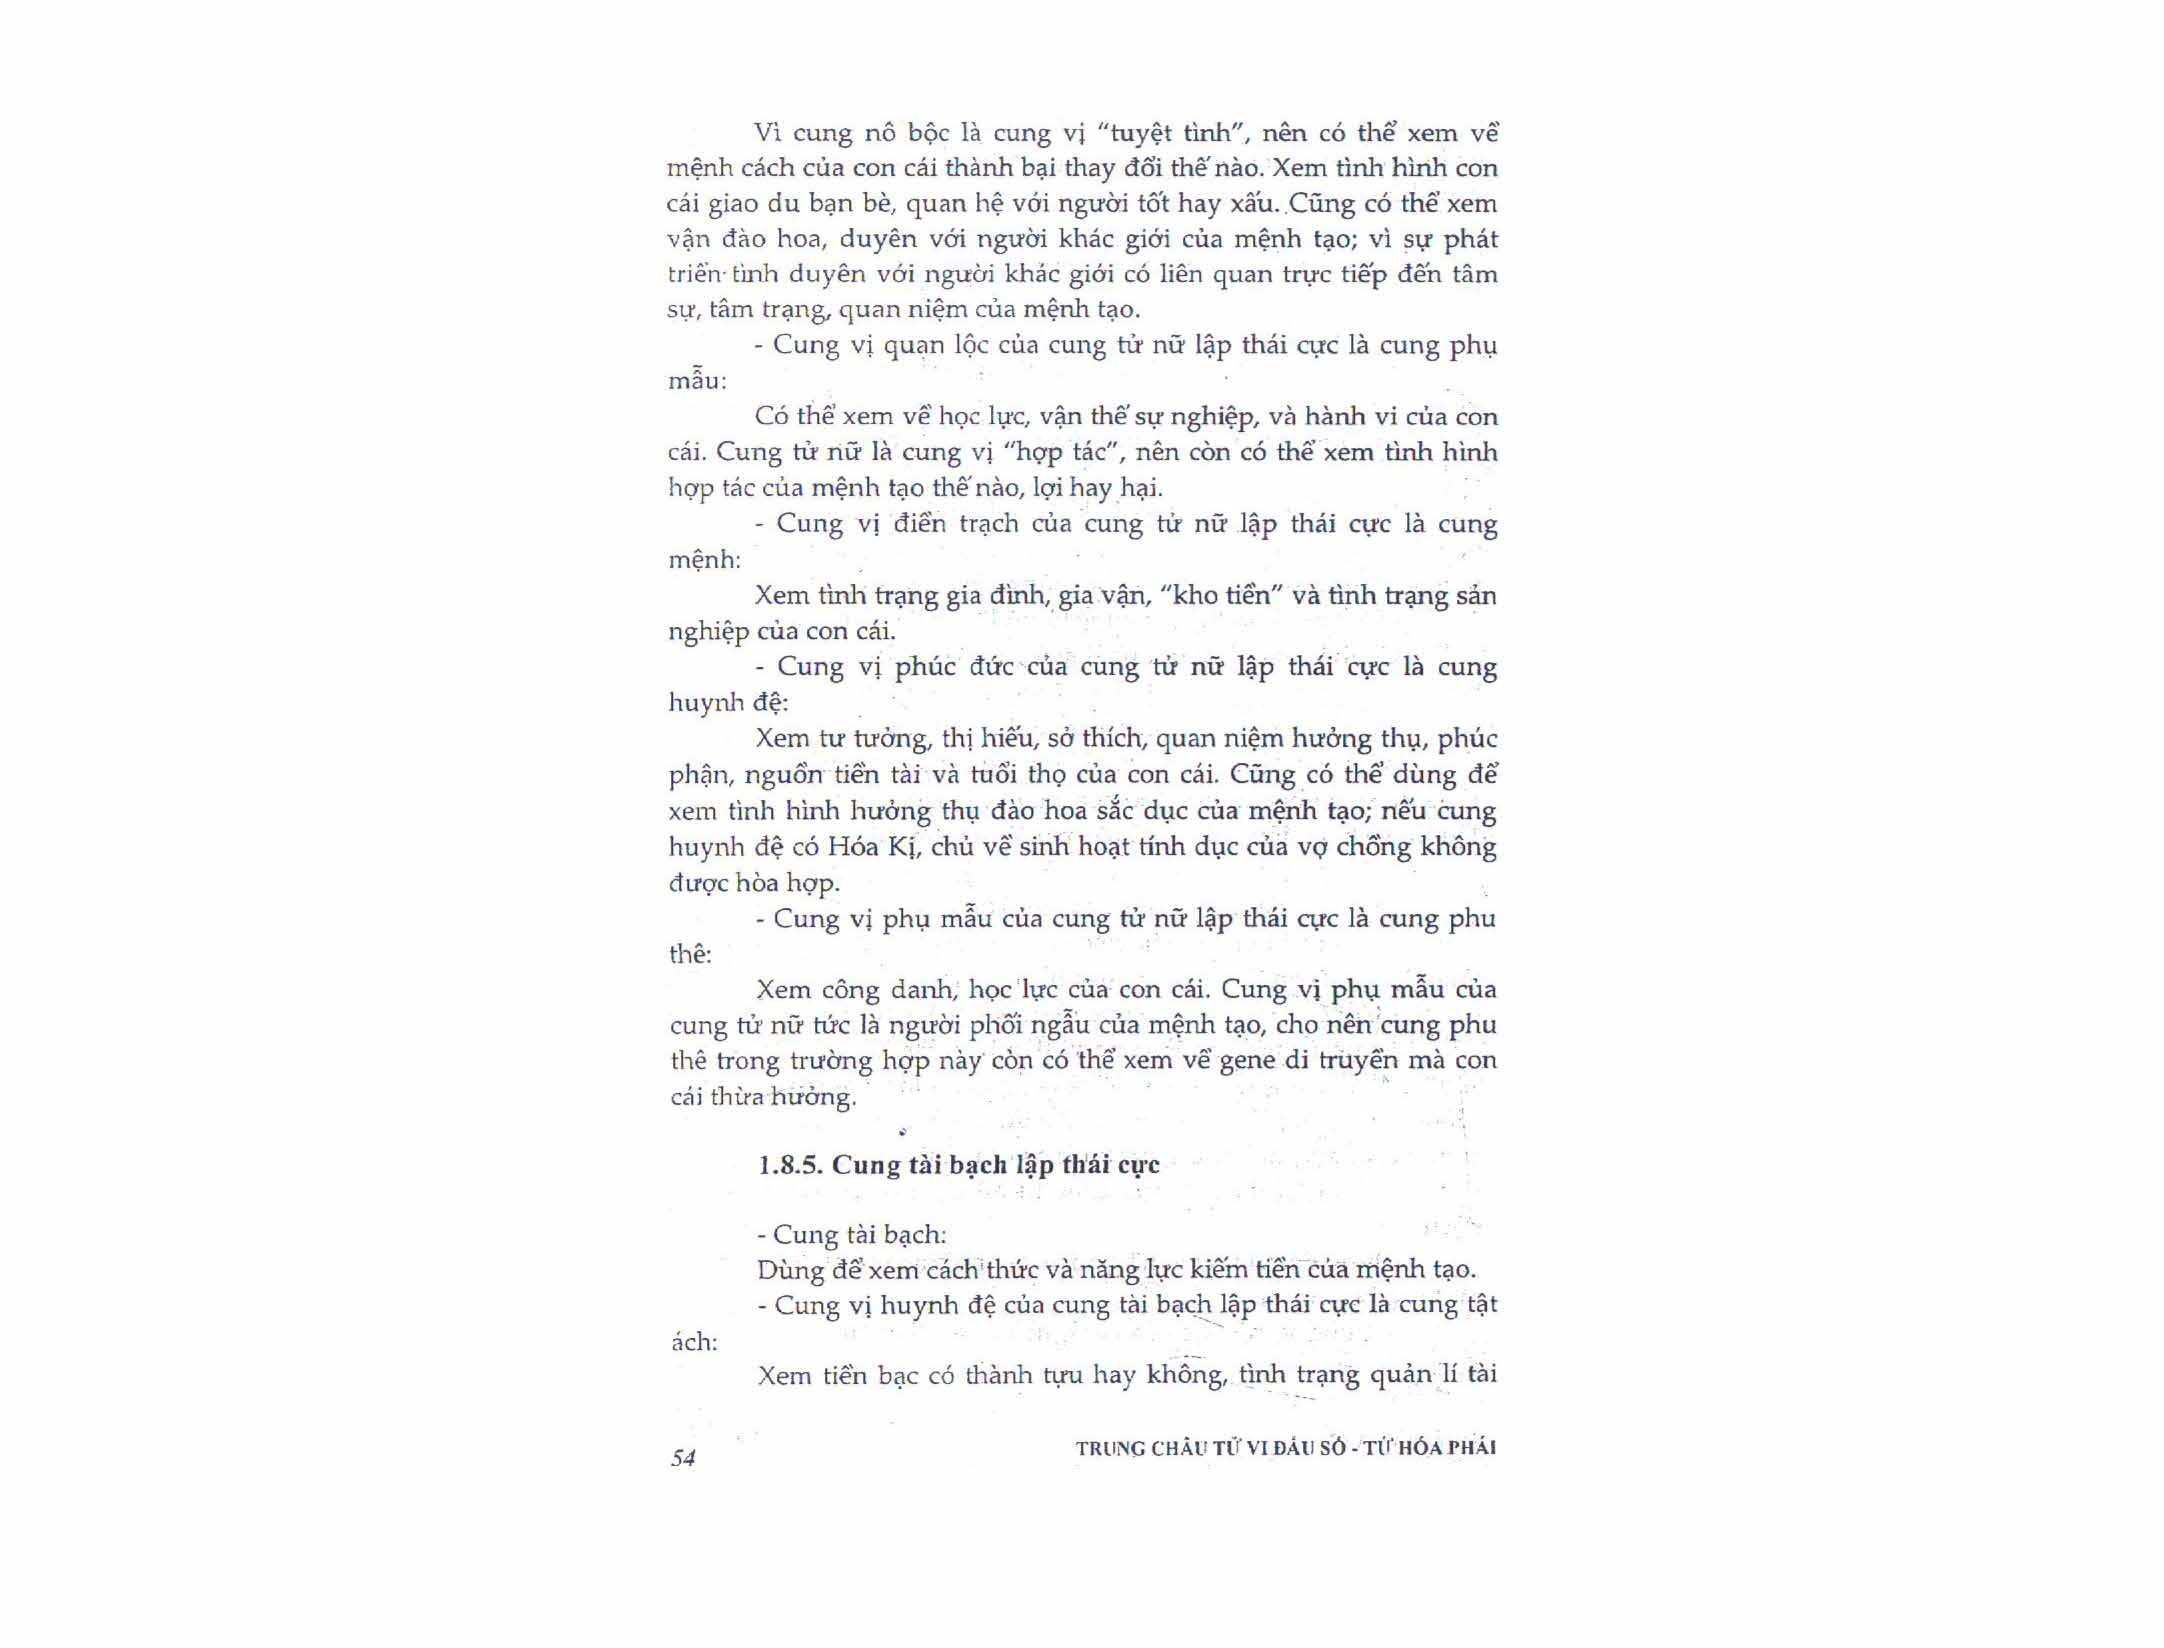 Vì cung nô bộc là cung vị "tuyệt tình", nên có thể xem về
mệnh cách của con cái thành bại thay đổi thế nào. Xem tình hình con
cái giao du bạn bè, quan hệ với người tốt hay xấu. Cũng có thể xem
vận đào hoa, duyên với người khác giới của mệnh tạo; vì sự phát
triển tình duyên với người khác giới có liên quan trực tiếp đến tâm
sự, tâm trạng, quan niệm của mệnh tạo.
- Cung vị quan lộc của cung tử nữ lập thái cực là cung phụ
mẫu:
Có thể xem về học lực, vận thế sự nghiệp, và hành vi của con
cái. Cung tử nữ là cung vị "hợp tác", nên còn có thể xem tình hình
hợp tác của mệnh tạo thế nào, lợi hay hại.
- Cung vị điền trạch của cung tử nữ lập thái cực là cung
mệnh:
Xem tình trạng gia đình, gia vận, "kho tiền" và tình trạng sản
nghiệp của con cái.
- Cung vị phúc đức của cung tử nữ lập thái cực là cung
huynh đệ:
Xem tư tưởng, thị hiếu, sở thích, quan niệm hưởng thụ, phúc
phận, nguồn tiền tài và tuổi thọ của con cái. Cũng có thể dùng để
xem tình hình hưởng thụ đào hoa sắc dục của mệnh tạo; nếu cung
huynh đệ có Hóa Kị, chủ về sinh hoạt tính dục của vợ chồng không
được hòa hợp.
- Cung vị phụ mẫu của cung tử nữ lập thái cực là cung phu
thê:
Xem công danh, học lực của con cái. Cung vị phụ mẫu của
cung tử nữ tức là người phối ngẫu của mệnh tạo, cho nên cung phu
thê trong trường hợp này còn có thể xem về gene di truyền mà con
cái thừa hưởng.
1.8.5. Cung tài bạch lập thái cực
- Cung tài bạch:
Dùng để xem cách thức và năng lực kiếm tiền của mệnh tạo.
- Cung vị huynh đệ của cung tài bạch lập thái cực là cung tật
ách:
Xem tiền bạc có thành tựu hay không, tình trạng quản lí tài
54
TRUNG CHÂU TỬ VI ĐẨU SỐ - TỨ HÓA PHÁI